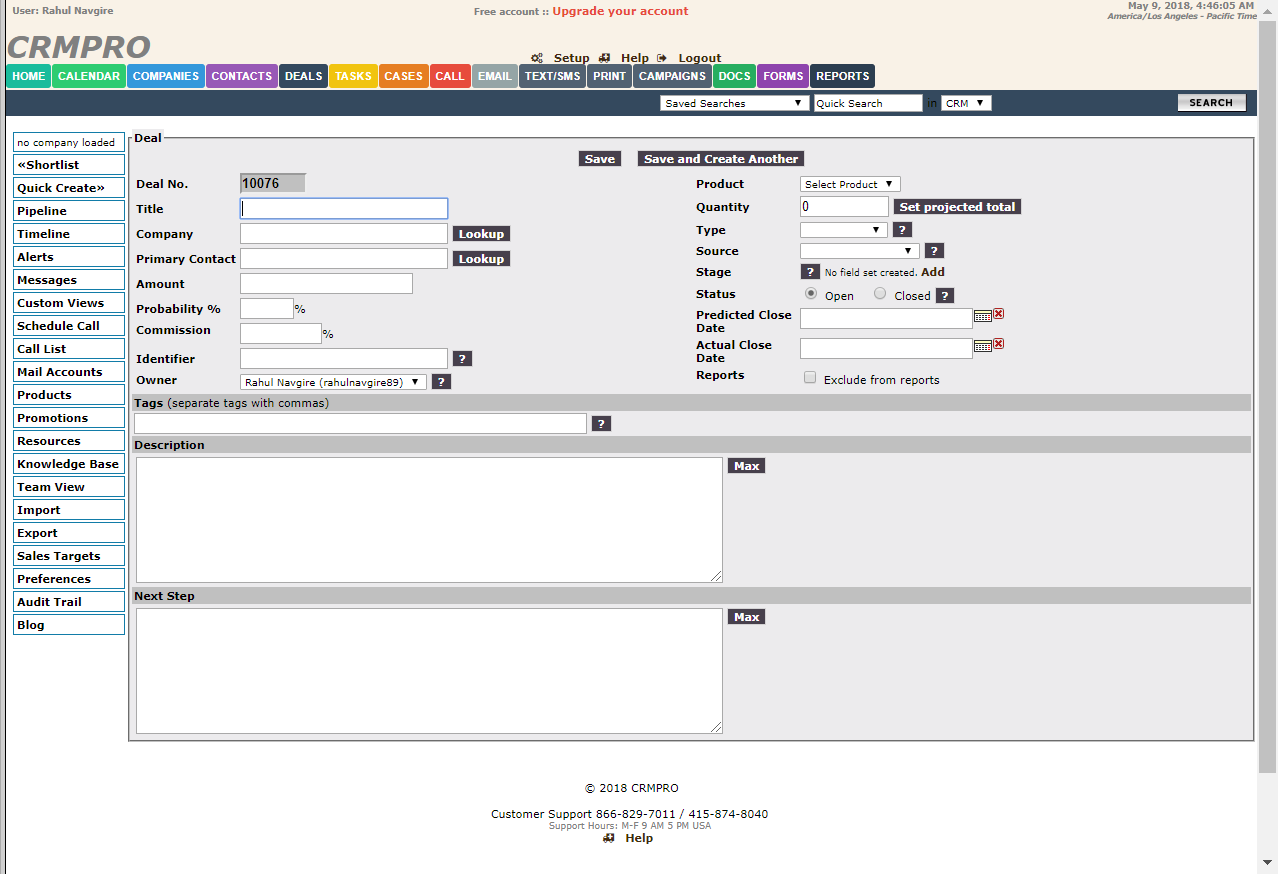 User: Rahul Navgire
Free account :: Upgrade your account
May 9, 2018, 4:46:05 AM
America/Los Angeles - Pacific Time
CRMPRO
Setup Help Logout
HOME CALENDAR COMPANIES CONTACTS DEALS TASKS CASES CALL EMAIL TEXT/SMS PRINT CAMPAIGNS DOCS FORMS REPORTS
Saved Searches Quick Search in CRM SEARCH
no company loaded
«Shortlist
Quick Create»
Pipeline
Timeline
Alerts
Messages
Custom Views
Schedule Call
Call List
Mail Accounts
Products
Promotions
Resources
Knowledge Base
Team View
Import
Export
Sales Targets
Preferences
Audit Trail
Blog
Deal
Save Save and Create Another
Deal No. 10076
Title
Company Lookup
Primary Contact Lookup
Amount
Probability % %
Commission %
Identifier ?
Owner Rahul Navgire (rahulnavgire89) ?
Product Select Product
Quantity 0 Set projected total
Type ?
Source ?
Stage ? No field set created. Add
Status Open Closed ?
Predicted Close
Date
Actual Close
Date
Reports Exclude from reports
Tags (separate tags with commas)
?
Description
Max
Next Step
Max
© 2018 CRMPRO
Customer Support 866-829-7011 / 415-874-8040
Support Hours: M-F 9 AM 5 PM USA
Help